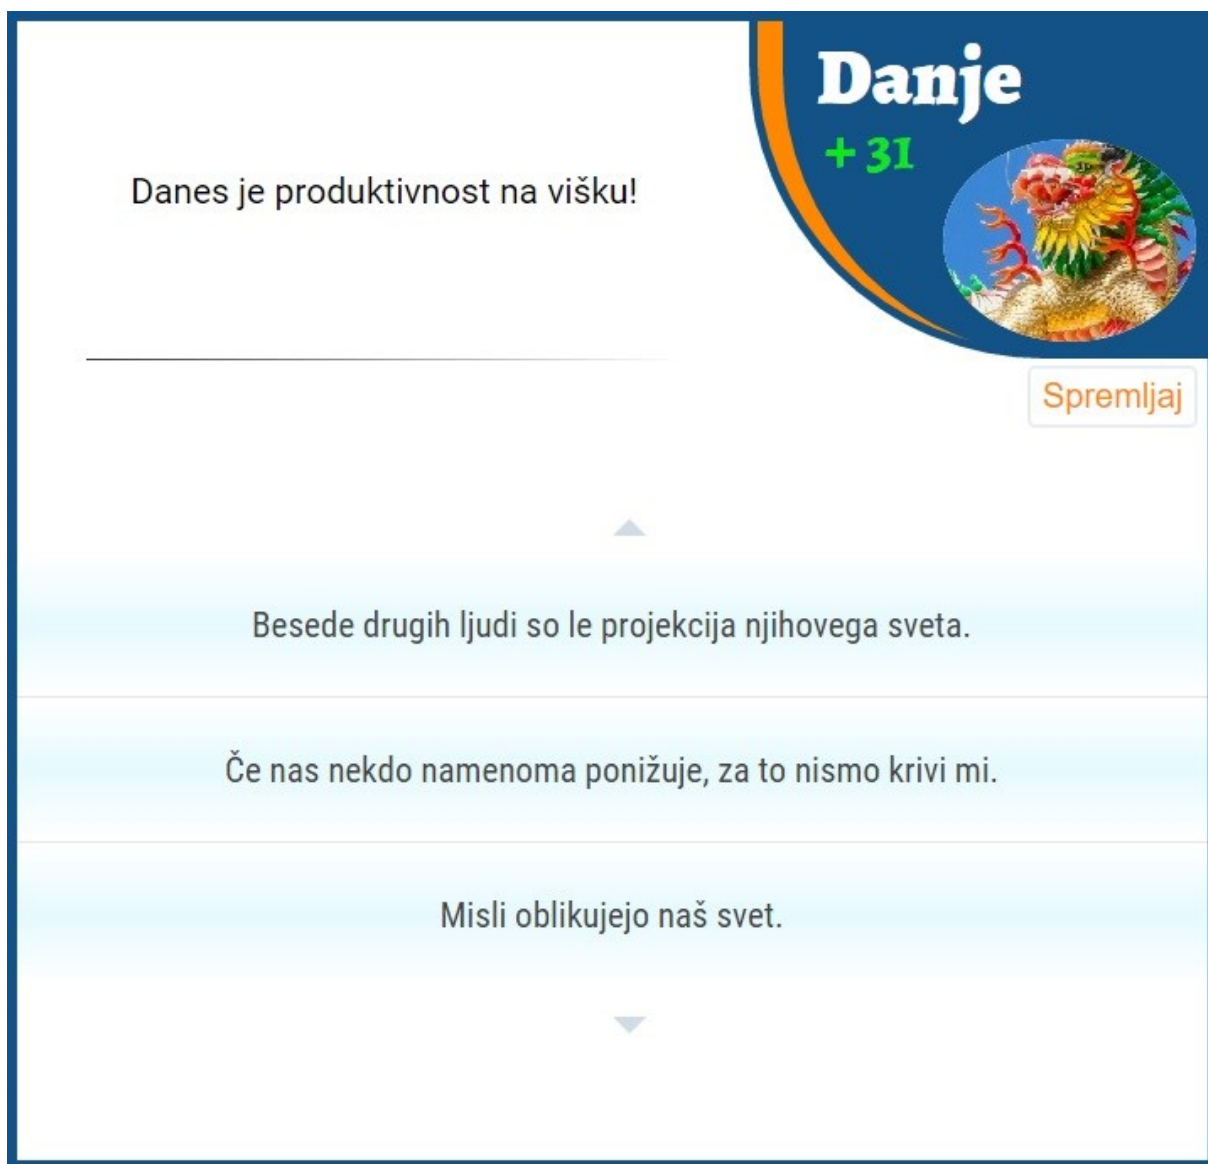 Danje
+ 31
Danes je produktivnost na višku!
Spremljaj
Besede drugih ljudi so le projekcija njihovega sveta.
Če nas nekdo namenoma ponižuje, za to nismo krivi mi.
Misli oblikujejo naš svet.